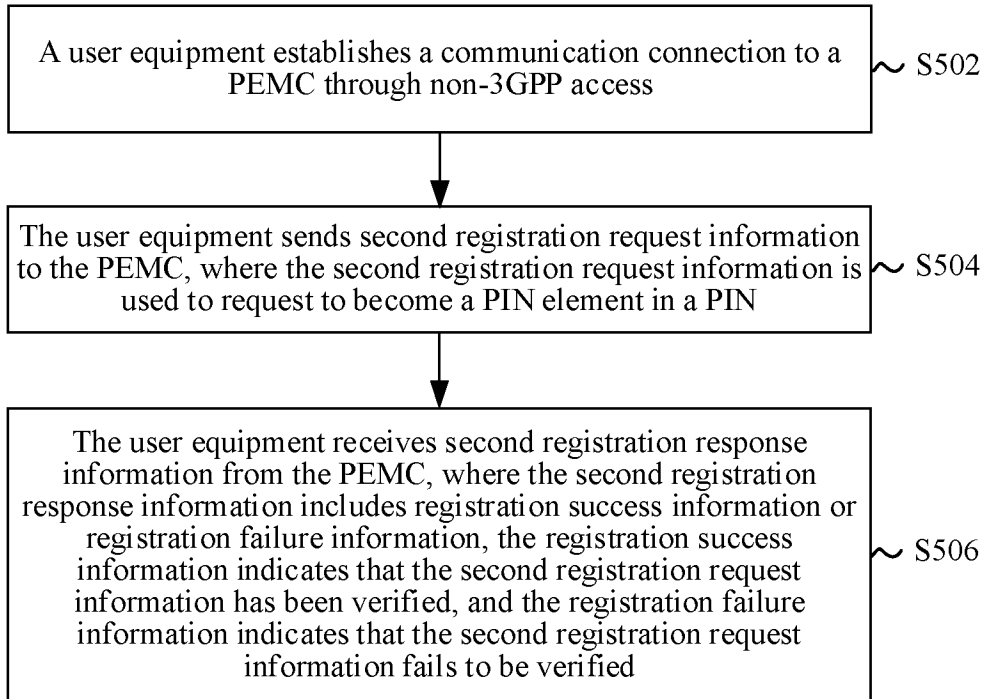 A user equipment establishes a communication connection to a
PEMC through non-3GPP access
S502
The user equipment sends second registration request information
to the PEMC, where the second registration request information is
used to request to become a PIN element in a PIN
S504
The user equipment receives second registration response
information from the PEMC, where the second registration
response information includes registration success information or
registration failure information, the registration success
information indicates that the second registration request
information has been verified, and the registration failure
information indicates that the second registration request
information fails to be verified
S506